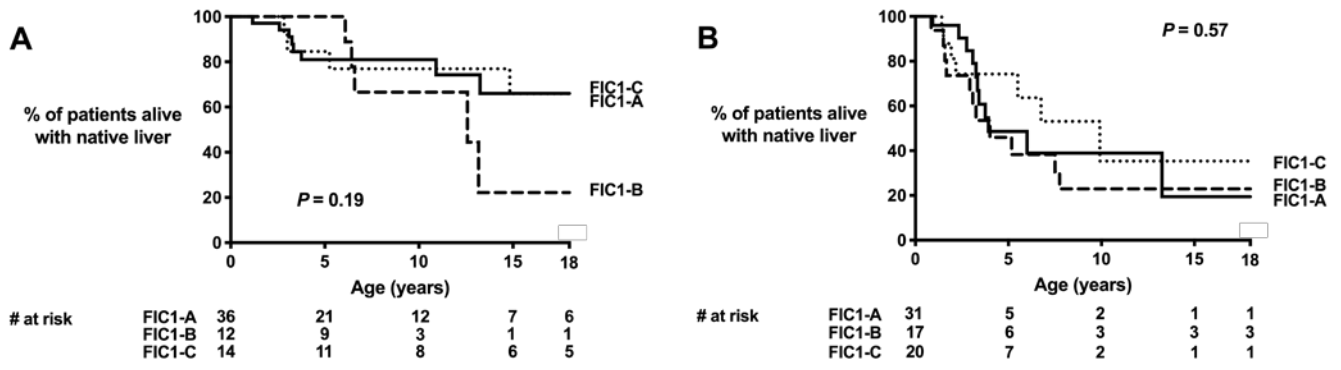 A
% of patients alive
with native liver
100
80
60
40
20
0
P = 0.19
FIC1-C
FIC1-A
FIC1-B
0 5 10 15 18
Age (years)
# at risk
FIC1-A 36 21 12 7 6
FIC1-B 12 9 3 1 1
FIC1-C 14 11 8 6 5
B
% of patients alive
with native liver
100
80
60
40
20
0
P = 0.57
FIC1-C
FIC1-B
FIC1-A
0 5 10 15 18
Age (years)
# at risk
FIC1-A 31 5 2 1 1
FIC1-B 17 6 3 3 3
FIC1-C 20 7 2 1 1